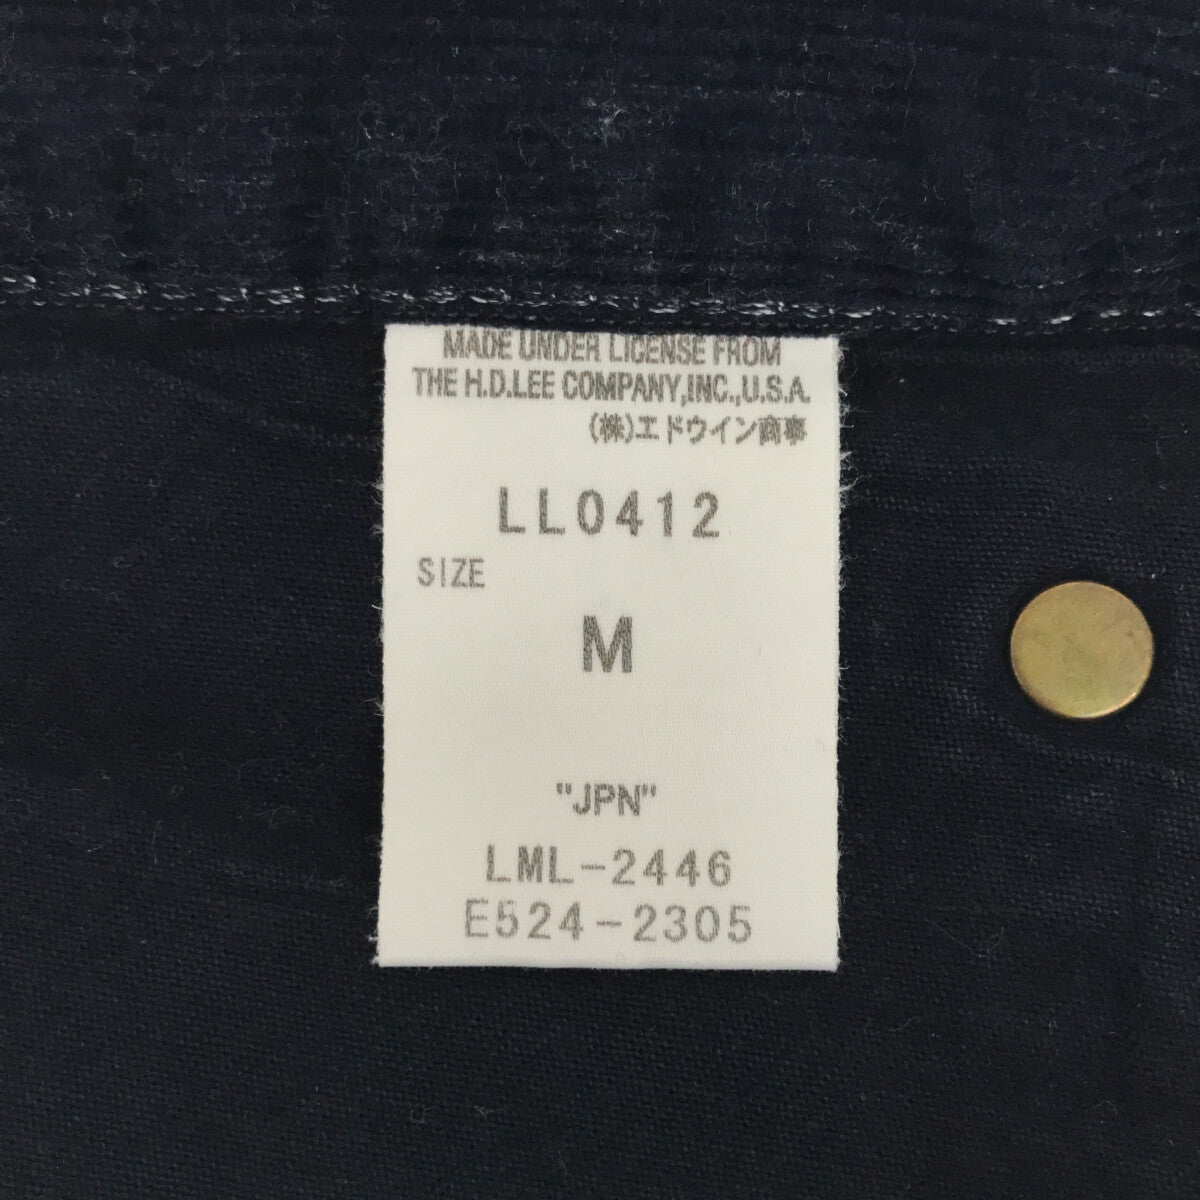 MADE UNDER LICENSE FROM
THE H.D.LEE COMPANY,INC.,U.S.A.
(株)エドウイン商事
LL0412
SIZE
M
"JPN"
LML-2446
E524-2305